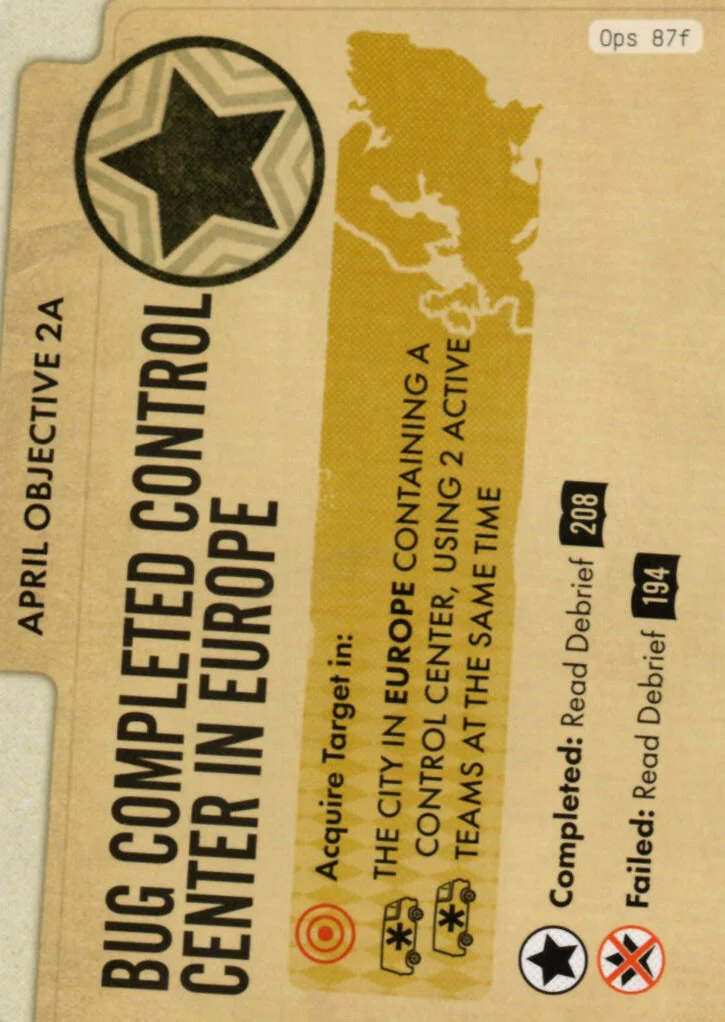 APRIL OBJECTIVE 2A
BUG COMPLETED CONTROL
CENTER IN EUROPE
Acquire Target in:
THE CITY IN EUROPE CONTAINING A
CONTROL CENTER, USING 2 ACTIVE
TEAMS AT THE SAME TIME
Completed: Read Debrief 208
Failed: Read Debrief 194
Ops 87f